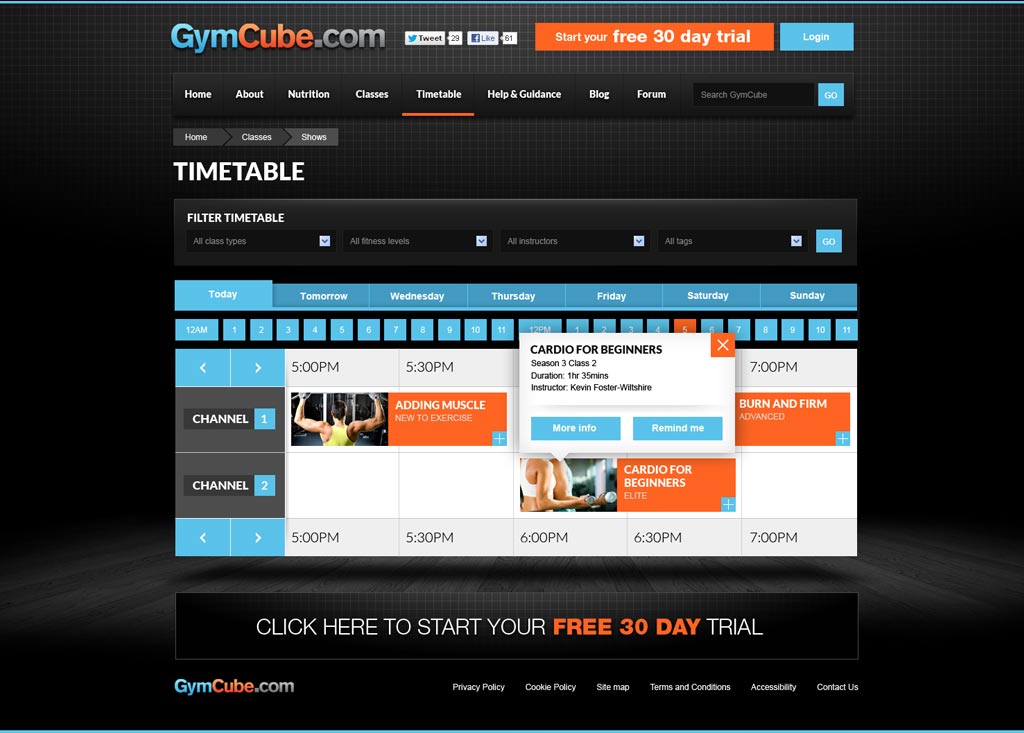 GymCube.com
Tweet 29 Like 61
Start your free 30 day trial
Login
Home About Nutrition Classes Timetable Help & Guidance Blog Forum
Search GymCube GO
Home Classes Shows
TIMETABLE
FILTER TIMETABLE
All class types All fitness levels All instructors All tags GO
Today Tomorrow Wednesday Thursday Friday Saturday Sunday
12AM 1 2 3 4 5 6 7 8 9 10 11 12PM 1 2 3 4 5 6 7 8 9 10 11
5:00PM 5:30PM 7:00PM
CARDIO FOR BEGINNERS
Season 3 Class 2
Duration: 1hr 35mins
Instructor: Kevin Foster-Wiltshire
More info Remind me
CHANNEL 1
ADDING MUSCLE
NEW TO EXERCISE
BURN AND FIRM
ADVANCED
CHANNEL 2
CARDIO FOR
BEGINNERS
ELITE
5:00PM 5:30PM 6:00PM 6:30PM 7:00PM
CLICK HERE TO START YOUR FREE 30 DAY TRIAL
GymCube.com
Privacy Policy Cookie Policy Site map Terms and Conditions Accessibility Contact Us